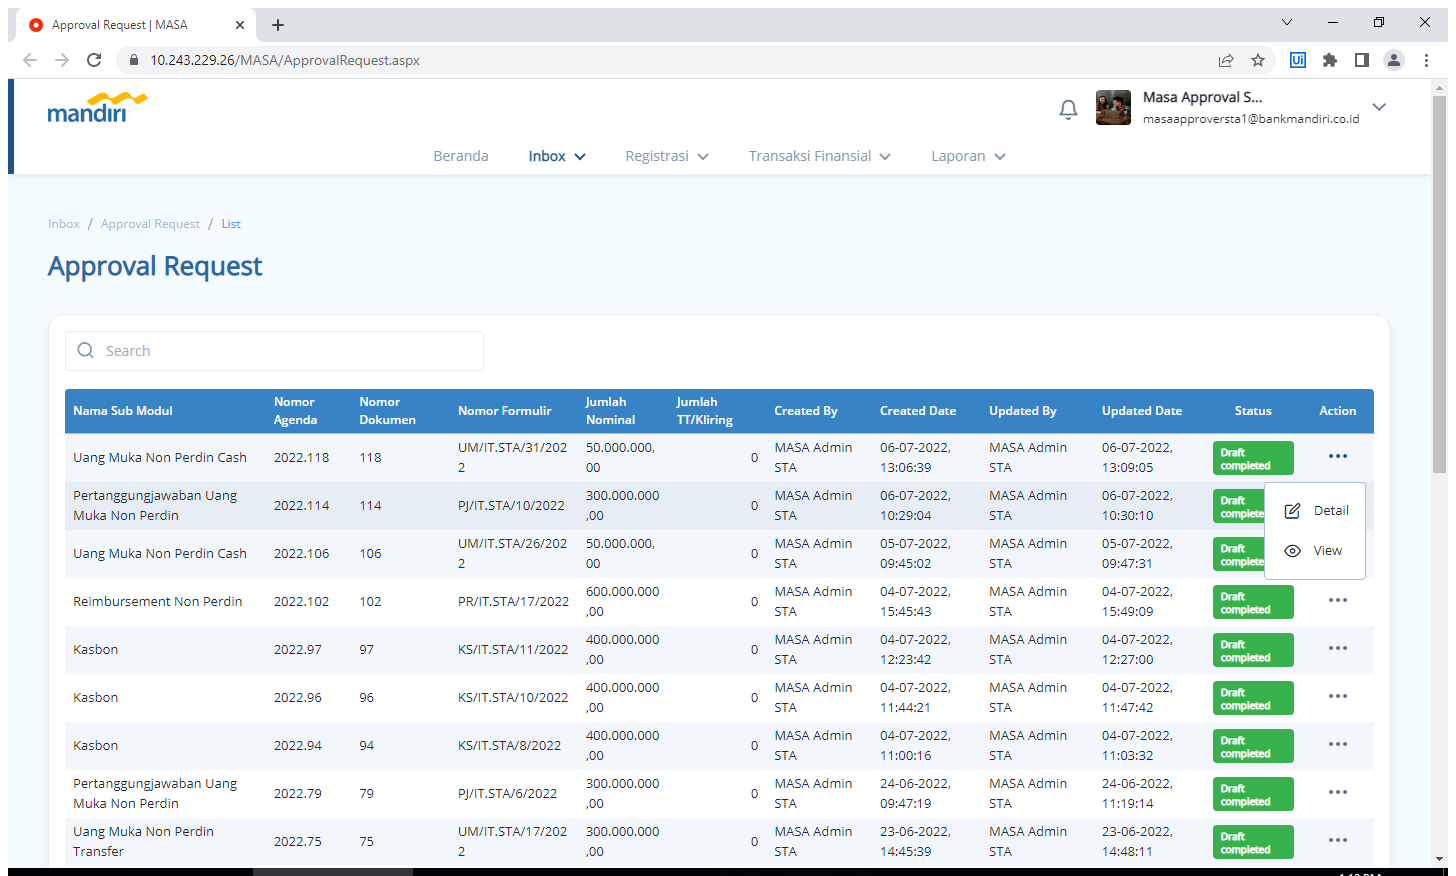 Approval Request | MASA
10.243.229.26/MASA/ApprovalRequest.aspx
Ui
mandiri
Masa Approval S...
masaapproversta1@bankmandiri.co.id
Beranda Inbox Registrasi Transaksi Finansial Laporan
Inbox / Approval Request / List
Approval Request
Search
Nama Sub Modul Nomor Agenda Nomor Dokumen Nomor Formulir Jumlah Nominal Jumlah TT/Kliring Created By Created Date Updated By Updated Date Status Action
Uang Muka Non Perdin Cash 2022.118 118 UM/IT.STA/31/2022 50.000.000,00 0 MASA Admin STA 06-07-2022, 13:06:39 MASA Admin STA 06-07-2022, 13:09:05 Draft completed
Pertanggungjawaban Uang Muka Non Perdin 2022.114 114 PJ/IT.STA/10/2022 300.000.000,00 0 MASA Admin STA 06-07-2022, 10:29:04 MASA Admin STA 06-07-2022, 10:30:10 Draft complete
Detail
View
Uang Muka Non Perdin Cash 2022.106 106 UM/IT.STA/26/2022 50.000.000,00 0 MASA Admin STA 05-07-2022, 09:45:02 MASA Admin STA 05-07-2022, 09:47:31 Draft complete
Reimbursement Non Perdin 2022.102 102 PR/IT.STA/17/2022 600.000.000,00 0 MASA Admin STA 04-07-2022, 15:45:43 MASA Admin STA 04-07-2022, 15:49:09 Draft completed
Kasbon 2022.97 97 KS/IT.STA/11/2022 400.000.000,00 0 MASA Admin STA 04-07-2022, 12:23:42 MASA Admin STA 04-07-2022, 12:27:00 Draft completed
Kasbon 2022.96 96 KS/IT.STA/10/2022 400.000.000,00 0 MASA Admin STA 04-07-2022, 11:44:21 MASA Admin STA 04-07-2022, 11:47:42 Draft completed
Kasbon 2022.94 94 KS/IT.STA/8/2022 400.000.000,00 0 MASA Admin STA 04-07-2022, 11:00:16 MASA Admin STA 04-07-2022, 11:03:32 Draft completed
Pertanggungjawaban Uang Muka Non Perdin 2022.79 79 PJ/IT.STA/6/2022 300.000.000,00 0 MASA Admin STA 24-06-2022, 09:47:19 MASA Admin STA 24-06-2022, 11:19:14 Draft completed
Uang Muka Non Perdin Transfer 2022.75 75 UM/IT.STA/17/2022 300.000.000,00 0 MASA Admin STA 23-06-2022, 14:45:39 MASA Admin STA 23-06-2022, 14:48:11 Draft completed